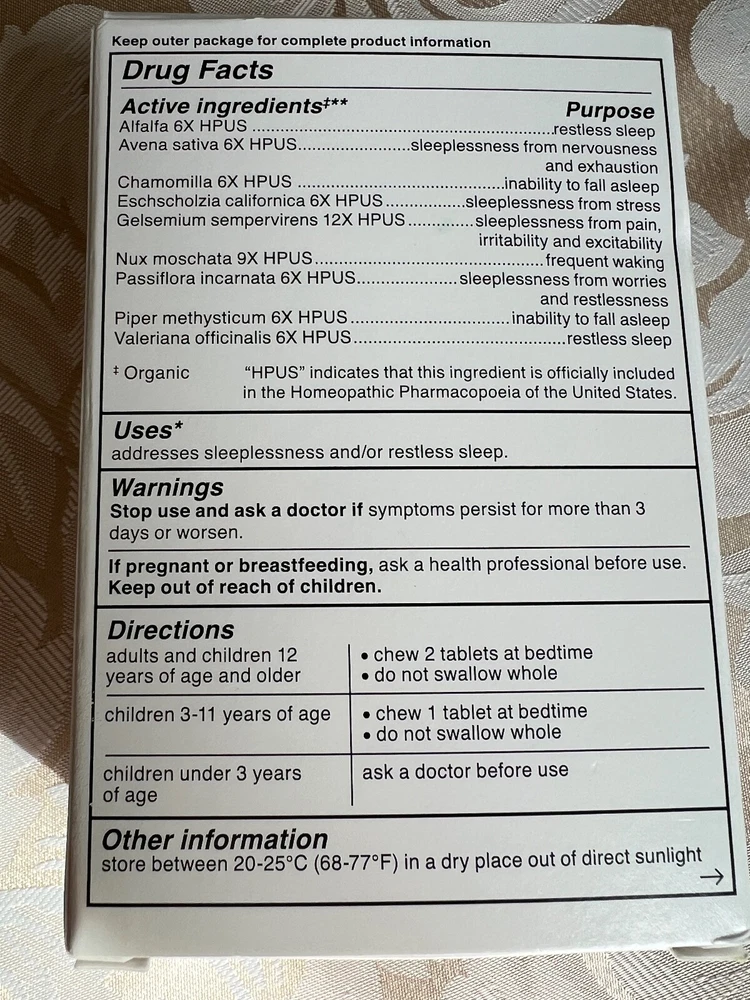 Keep outer package for complete product information
Drug Facts
Active ingredients‡** Purpose
Alfalfa 6X HPUS ........................................................restless sleep
Avena sativa 6X HPUS.....................sleeplessness from nervousness
and exhaustion
Chamomilla 6X HPUS .......................................inability to fall asleep
Eschscholzia californica 6X HPUS ...............sleeplessness from stress
Gelsemium sempervirens 12X HPUS ............sleeplessness from pain,
irritability and excitability
Nux moschata 9X HPUS...........................................frequent waking
Passiflora incarnata 6X HPUS...................sleeplessness from worries
and restlessness
Piper methysticum 6X HPUS..............................inability to fall asleep
Valeriana officinalis 6X HPUS........................................restless sleep
‡ Organic "HPUS" indicates that this ingredient is officially included
in the Homeopathic Pharmacopoeia of the United States.
Uses*
addresses sleeplessness and/or restless sleep.
Warnings
Stop use and ask a doctor if symptoms persist for more than 3
days or worsen.
If pregnant or breastfeeding, ask a health professional before use.
Keep out of reach of children.
Directions
adults and children 12 • chew 2 tablets at bedtime
years of age and older • do not swallow whole
children 3-11 years of age • chew 1 tablet at bedtime
• do not swallow whole
children under 3 years ask a doctor before use
of age
Other information
store between 20-25°C (68-77°F) in a dry place out of direct sunlight
→